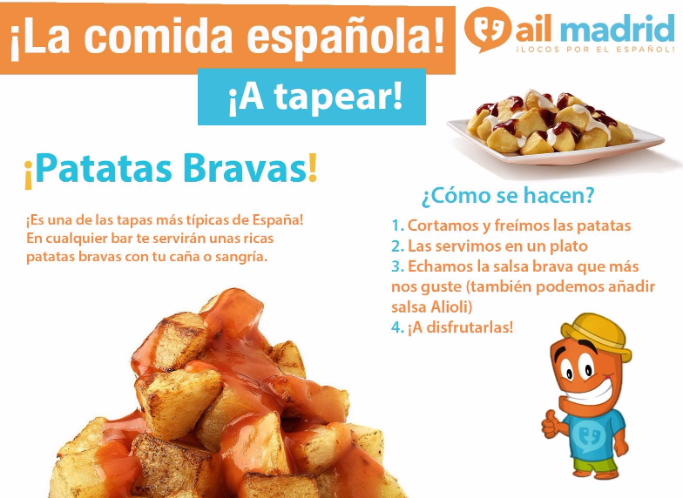 ¡La comida española!
ail madrid
¡LOCOS POR EL ESPAÑOL!
¡A tapear!
¡Patatas Bravas!
¡Es una de las tapas más típicas de España!
En cualquier bar te servirán unas ricas
patatas bravas con tu caña o sangría.
¿Cómo se hacen?
1. Cortamos y freímos las patatas
2. Las servimos en un plato
3. Echamos la salsa brava que más
nos guste (también podemos añadir
salsa Alioli)
4. ¡A disfrutarlas!